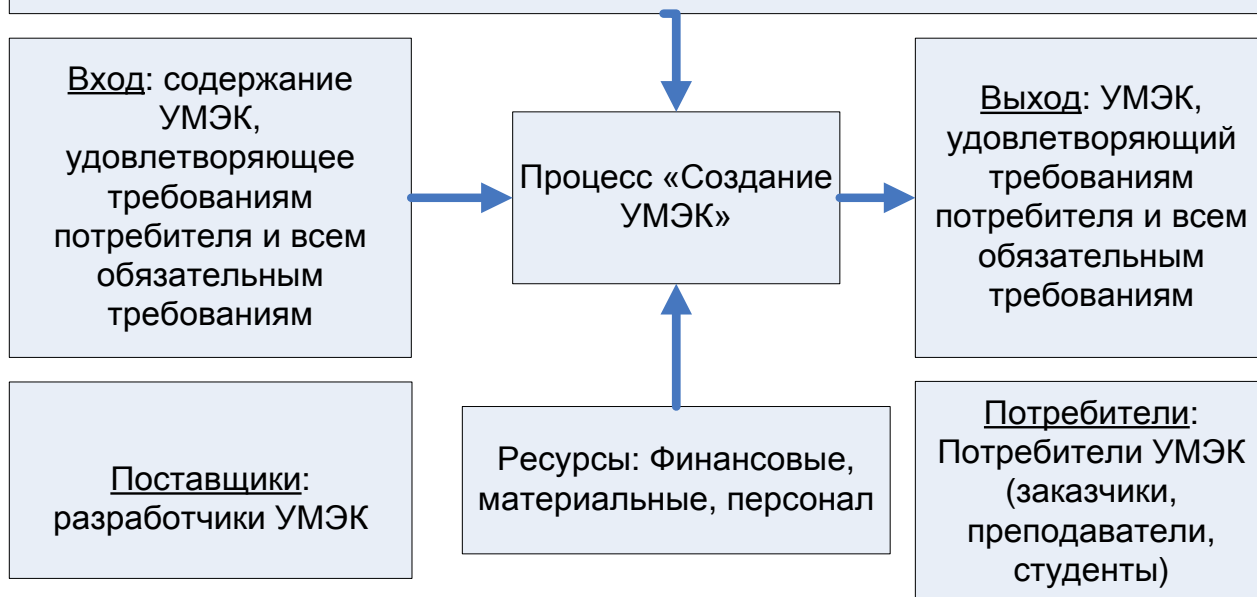 Вход: содержание
УМЭК,
удовлетворяющее
требованиям
потребителя и всем
обязательным
требованиям
Процесс «Создание
УМЭК»
Выход: УМЭК,
удовлетворяющий
требованиям
потребителя и всем
обязательным
требованиям
Поставщики:
разработчики УМЭК
Ресурсы: Финансовые,
материальные, персонал
Потребители:
Потребители УМЭК
(заказчики,
преподаватели,
студенты)